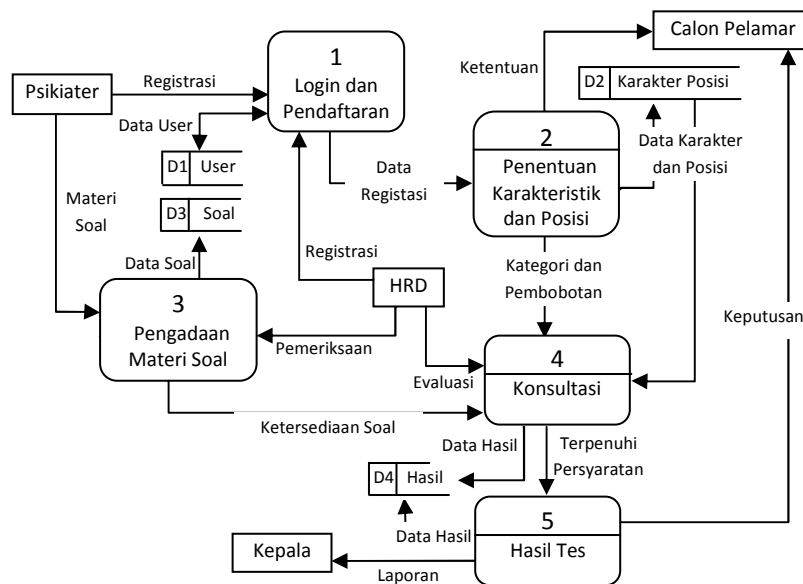 1
Login dan
Pendaftaran
Calon Pelamar
Ketentuan
Psikiater
Registrasi
D2 Karakter Posisi
Data User
2
Penentuan
Karakteristik
dan Posisi
Data Karakter
dan Posisi
D1 User
Data
Registasi
Materi
Soal
D3 Soal
Registrasi
Data Soal
Kategori dan
Pembobotan
HRD
3
Pengadaan
Materi Soal
Keputusan
Pemeriksaan
4
Konsultasi
Evaluasi
Ketersediaan Soal
Data Hasil
Terpenuhi
Persyaratan
D4 Hasil
5
Hasil Tes
Data Hasil
Kepala
Laporan